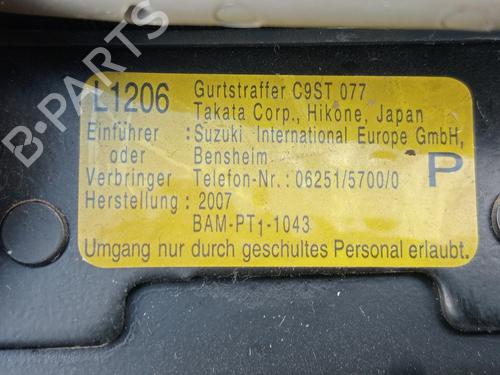 L1206 Gurtstraffer C9ST 077
Takata Corp., Hikone, Japan
Einführer :Suzuki International Europe GmbH,
oder Bensheim
Verbringer Telefon-Nr.: 06251/5700/0 P
Herstellung : 2007
BAM-PT1-1043
Umgang nur durch geschultes Personal erlaubt.
B-Parts
B-Parts